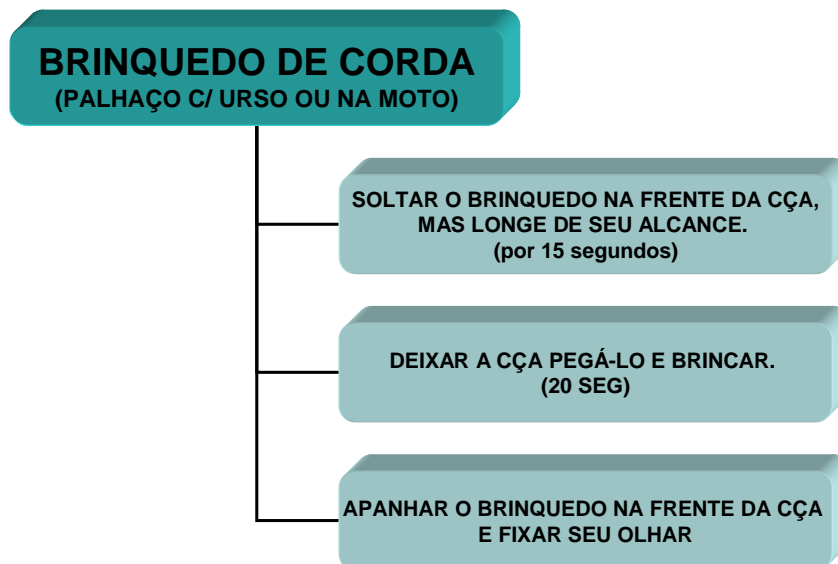 BRINQUEDO DE CORDA
(PALHAÇO C/ URSO OU NA MOTO)
SOLTAR O BRINQUEDO NA FRENTE DA CÇA,
MAS LONGE DE SEU ALCANCE.
(por 15 segundos)
DEIXAR A CÇA PEGÁ-LO E BRINCAR.
(20 SEG)
APANHAR O BRINQUEDO NA FRENTE DA CÇA
E FIXAR SEU OLHAR